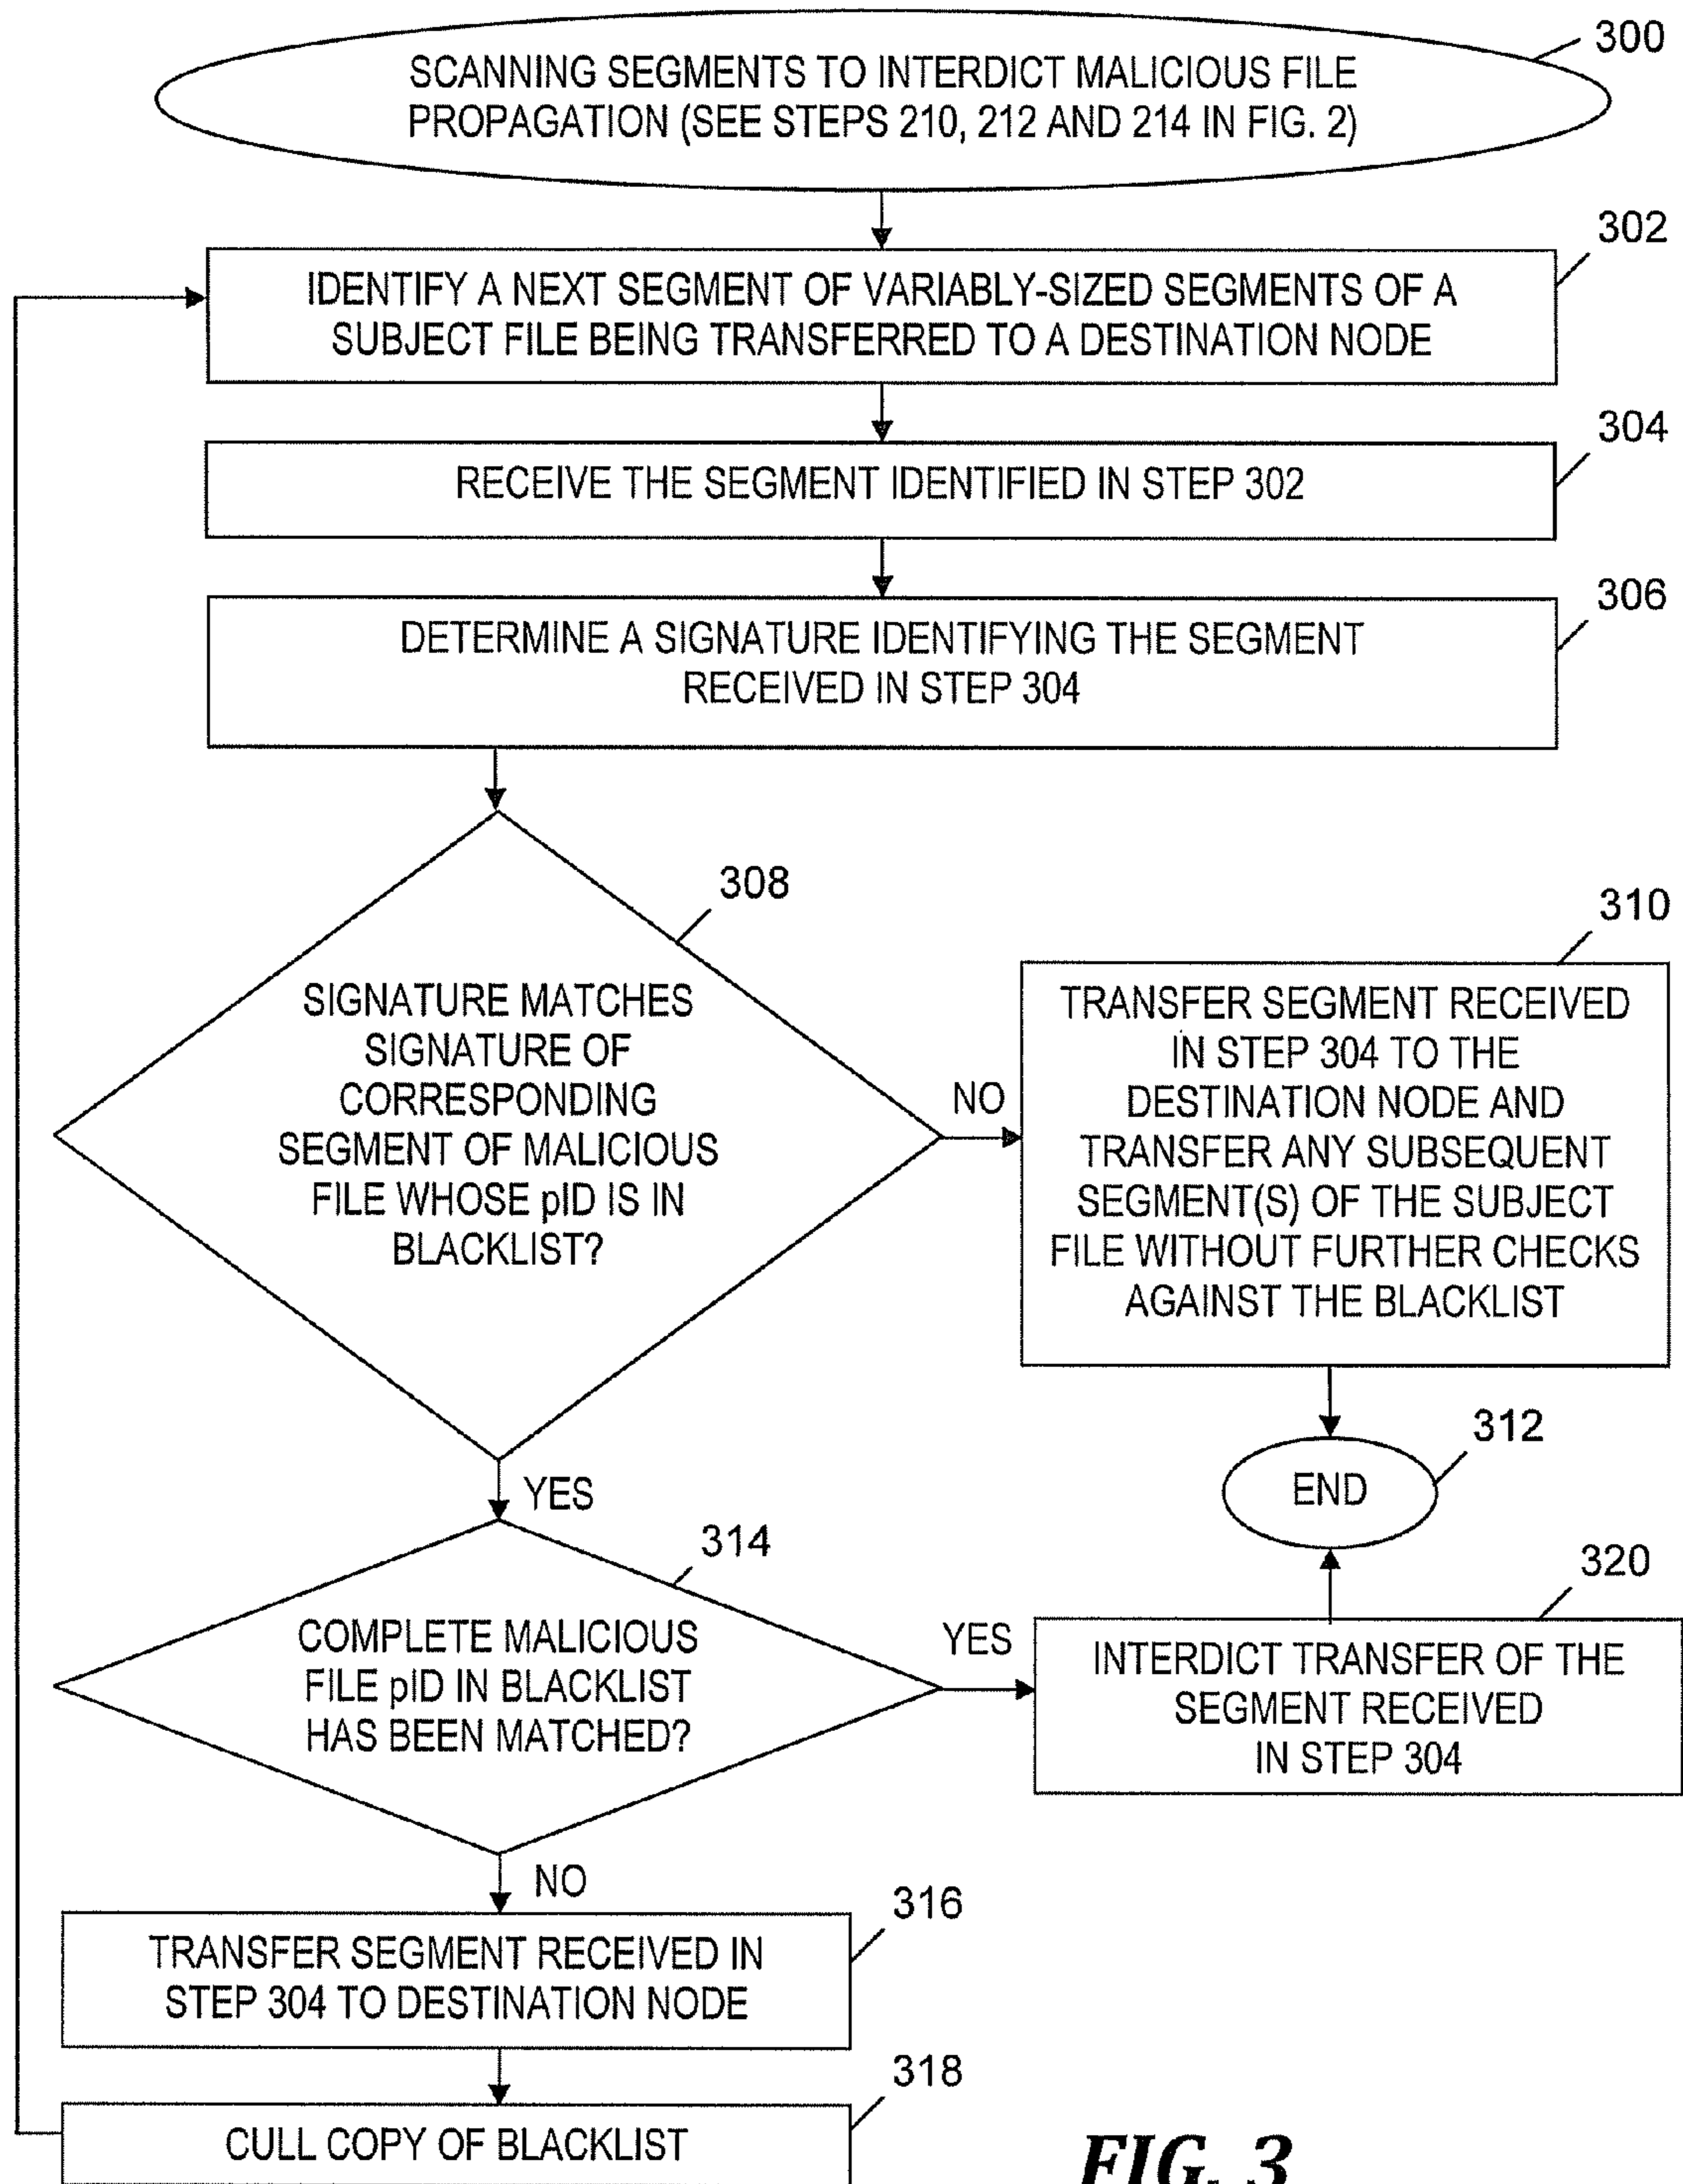 300
SCANNING SEGMENTS TO INTERDICT MALICIOUS FILE
PROPAGATION (SEE STEPS 210, 212 AND 214 IN FIG. 2)
302
IDENTIFY A NEXT SEGMENT OF VARIABLY-SIZED SEGMENTS OF A
SUBJECT FILE BEING TRANSFERRED TO A DESTINATION NODE
304
RECEIVE THE SEGMENT IDENTIFIED IN STEP 302
306
DETERMINE A SIGNATURE IDENTIFYING THE SEGMENT
RECEIVED IN STEP 304
308
SIGNATURE MATCHES
SIGNATURE OF
CORRESPONDING
SEGMENT OF MALICIOUS
FILE WHOSE pID IS IN
BLACKLIST?
NO
310
TRANSFER SEGMENT RECEIVED
IN STEP 304 TO THE
DESTINATION NODE AND
TRANSFER ANY SUBSEQUENT
SEGMENT(S) OF THE SUBJECT
FILE WITHOUT FURTHER CHECKS
AGAINST THE BLACKLIST
312
END
YES
314
COMPLETE MALICIOUS
FILE pID IN BLACKLIST
HAS BEEN MATCHED?
YES
320
INTERDICT TRANSFER OF THE
SEGMENT RECEIVED
IN STEP 304
NO
316
TRANSFER SEGMENT RECEIVED IN
STEP 304 TO DESTINATION NODE
318
CULL COPY OF BLACKLIST
FIG. 3